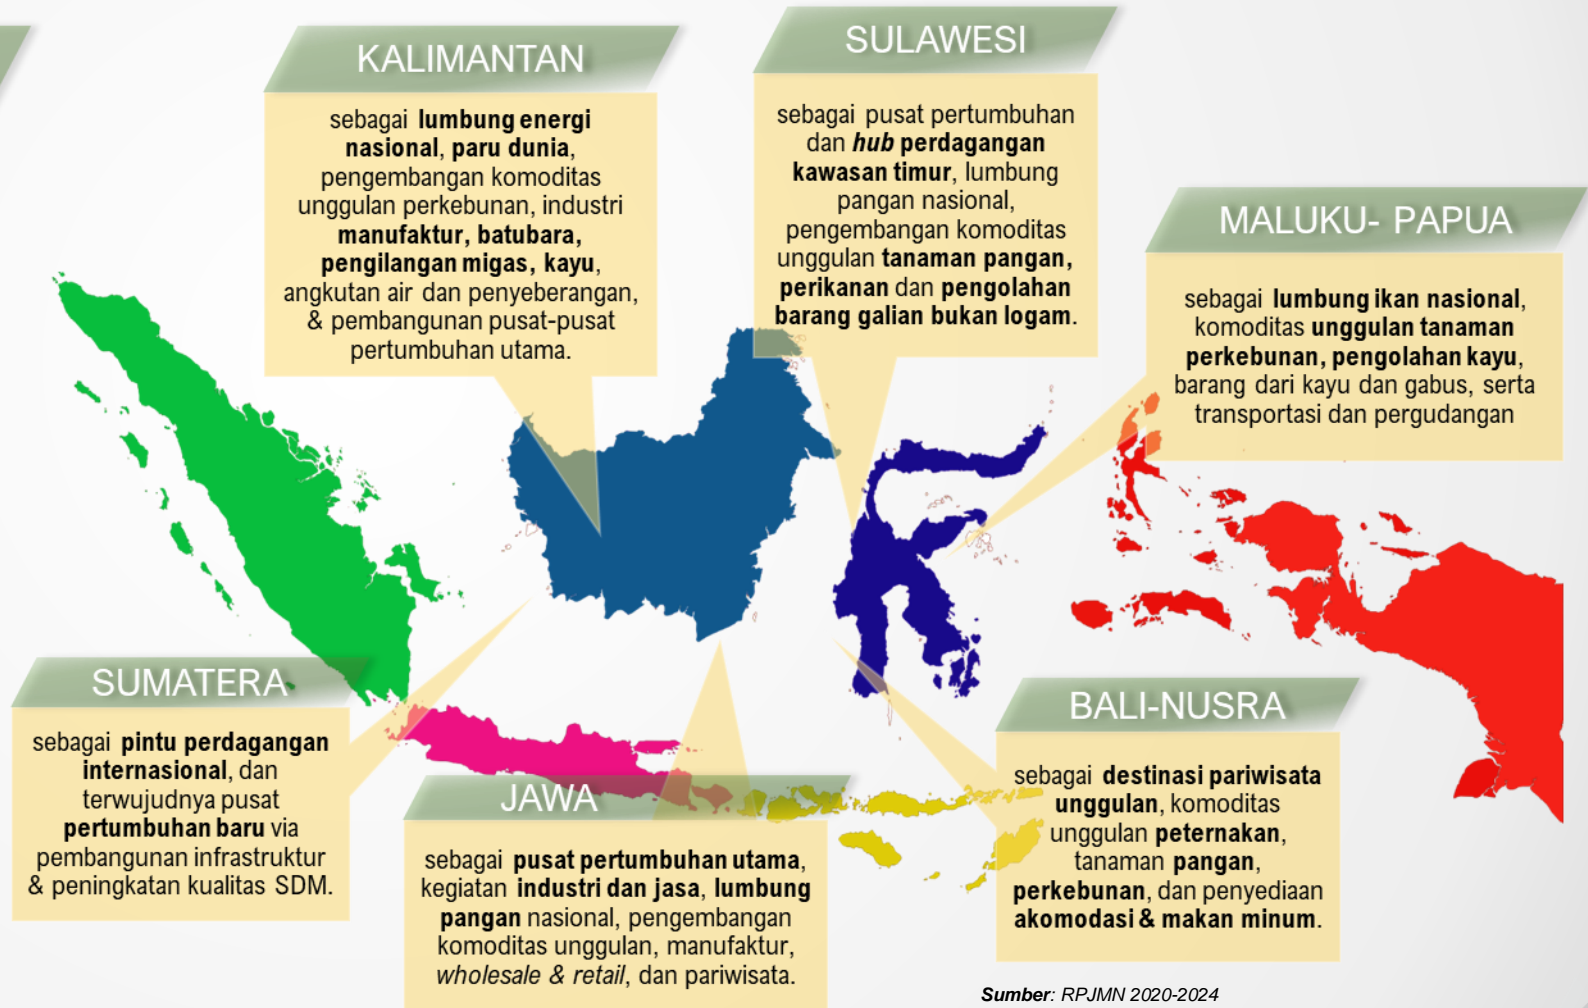 KALIMANTAN
sebagai lumbung energi
nasional, paru dunia,
pengembangan komoditas
unggulan perkebunan, industri
manufaktur, batubara,
pengilangan migas, kayu,
angkutan air dan penyeberangan,
& pembangunan pusat-pusat
pertumbuhan utama.
SULAWESI
sebagai pusat pertumbuhan
dan hub perdagangan
kawasan timur, lumbung
pangan nasional,
pengembangan komoditas
unggulan tanaman pangan,
perikanan dan pengolahan
barang galian bukan logam.
MALUKU- PAPUA
sebagai lumbung ikan nasional,
komoditas unggulan tanaman
perkebunan, pengolahan kayu,
barang dari kayu dan gabus, serta
transportasi dan pergudangan
SUMATERA
sebagai pintu perdagangan
internasional, dan
terwujudnya pusat
pertumbuhan baru via
pembangunan infrastruktur
& peningkatan kualitas SDM.
JAWA
sebagai pusat pertumbuhan utama,
kegiatan industri dan jasa, lumbung
pangan nasional, pengembangan
komoditas unggulan, manufaktur,
wholesale & retail, dan pariwisata.
BALI-NUSRA
sebagai destinasi pariwisata
unggulan, komoditas
unggulan peternakan,
tanaman pangan,
perkebunan, dan penyediaan
akomodasi & makan minum.
Sumber: RPJMN 2020-2024